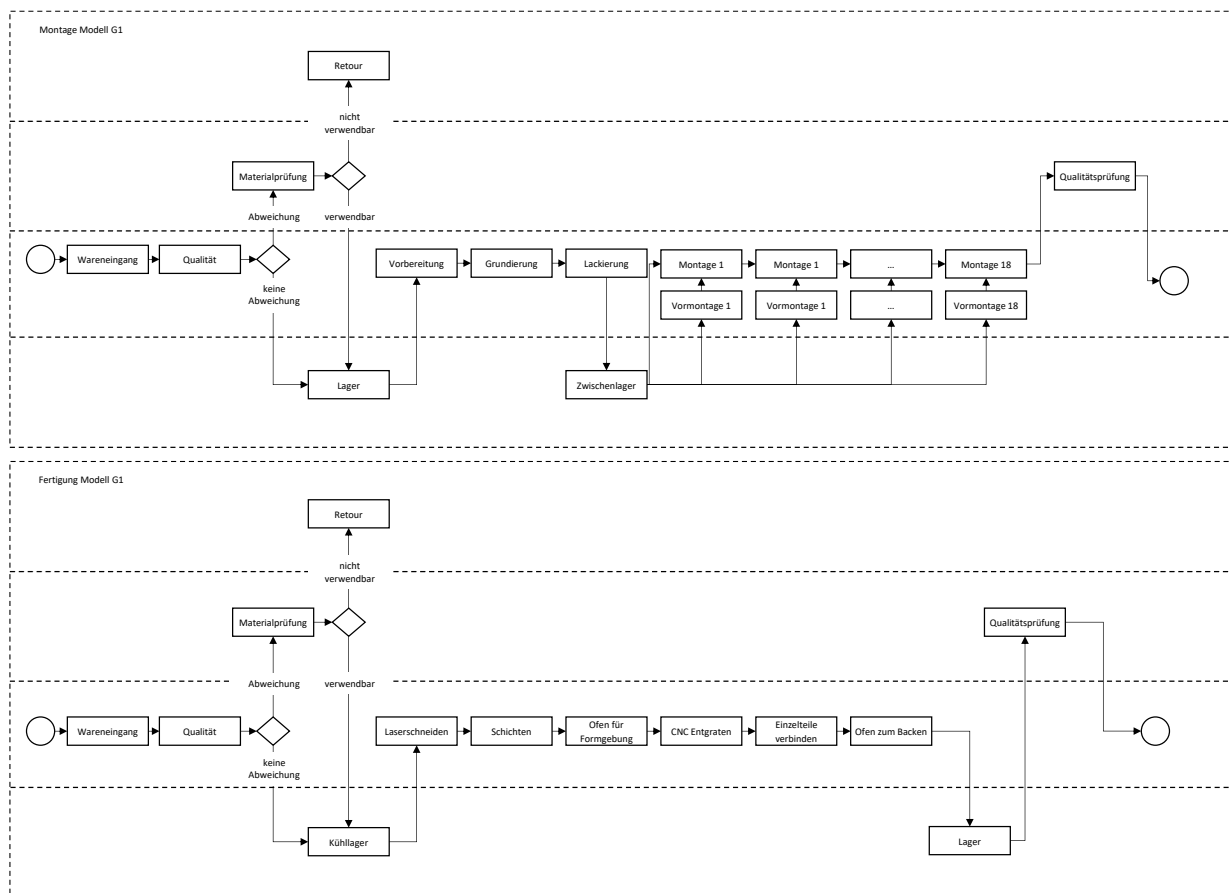 Montage Modell G1
Retour
nicht
verwendbar
Materialprüfung
Qualitätsprüfung
Abweichung
verwendbar
Wareneingang
Qualität
Vorbereitung
Grundierung
Lackierung
Montage 1
Montage 1
...
Montage 18
keine
Abweichung
Vormontage 1
Vormontage 1
...
Vormontage 18
Lager
Zwischenlager
Fertigung Modell G1
Retour
nicht
verwendbar
Materialprüfung
Qualitätsprüfung
Abweichung
verwendbar
Wareneingang
Qualität
Laserschneiden
Schichten
Ofen für
Formgebung
CNC Entgraten
Einzelteile
verbinden
Ofen zum Backen
keine
Abweichung
Kühllager
Lager